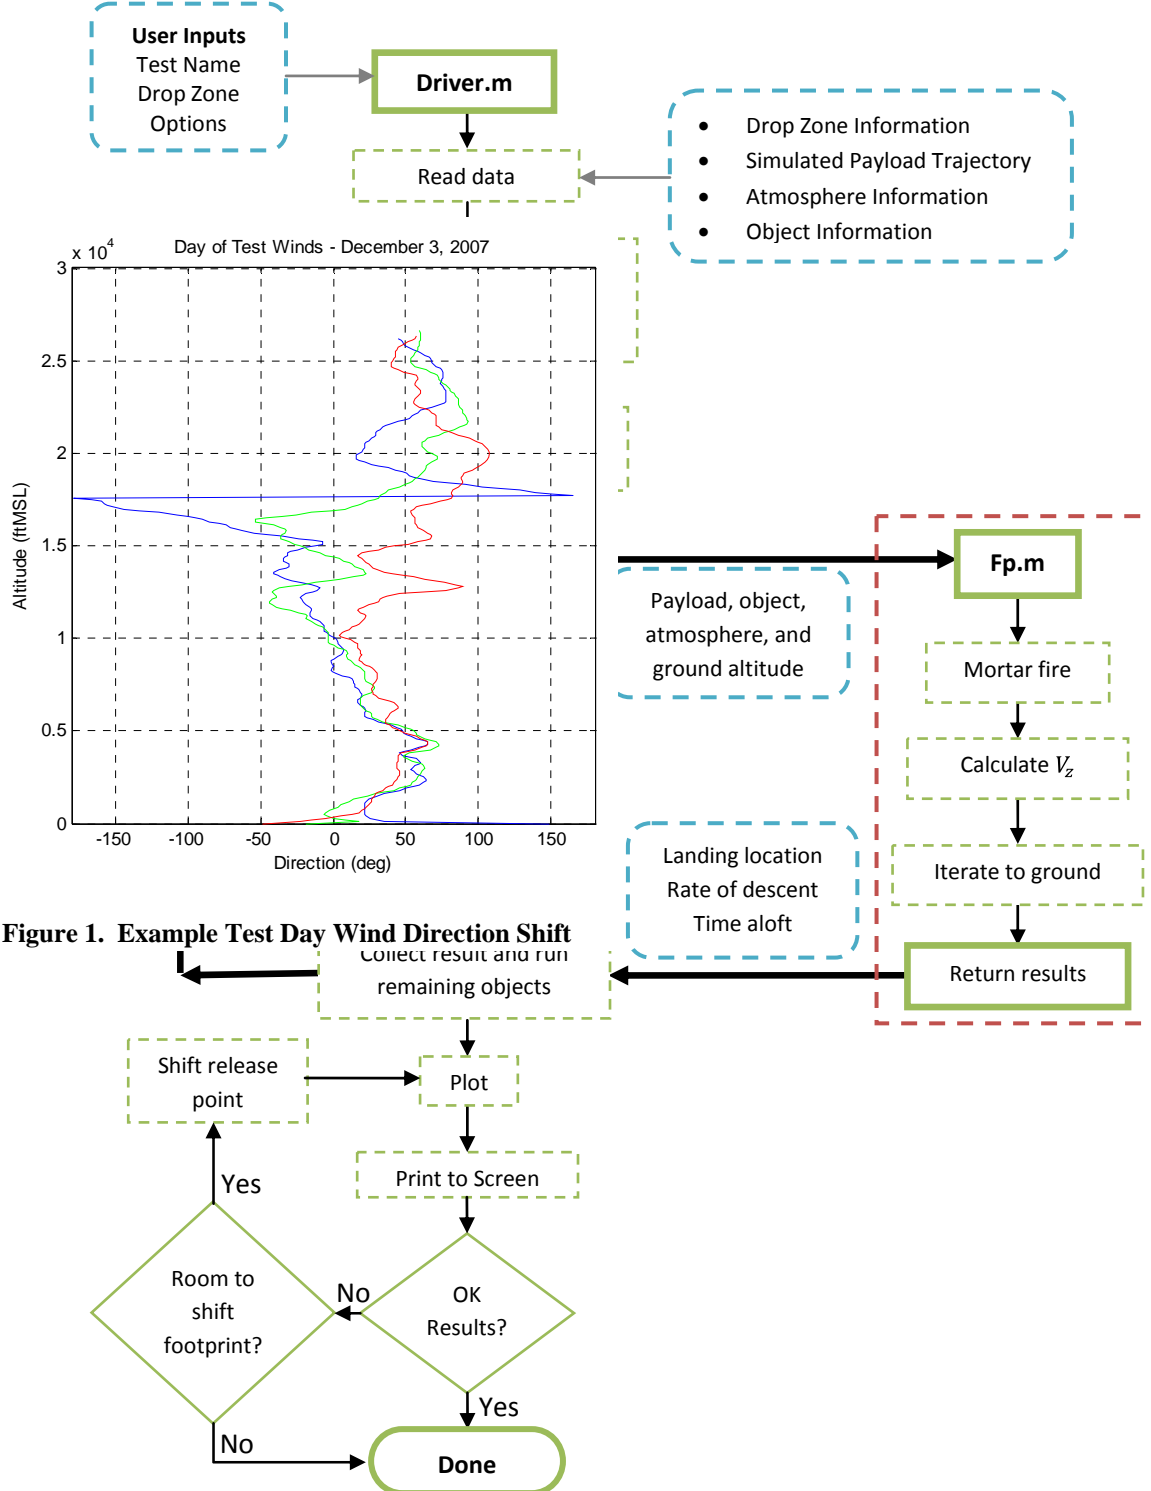 User Inputs
Test Name
Drop Zone
Options
Driver.m
Read data
• Drop Zone Information
• Simulated Payload Trajectory
• Atmosphere Information
• Object Information
x 10^4
Day of Test Winds - December 3, 2007
3
2.5
2
1.5
1
0.5
0
Altitude (ftMSL)
-150 -100 -50 0 50 100 150
Direction (deg)
Fp.m
Payload, object,
atmosphere, and
ground altitude
Mortar fire
Calculate V_z
Iterate to ground
Landing location
Rate of descent
Time aloft
Return results
Figure 1. Example Test Day Wind Direction Shift
Collect result and run
remaining objects
Shift release
point
Plot
Print to Screen
Yes
Room to
shift
footprint?
No
OK
Results?
Yes
No
Done